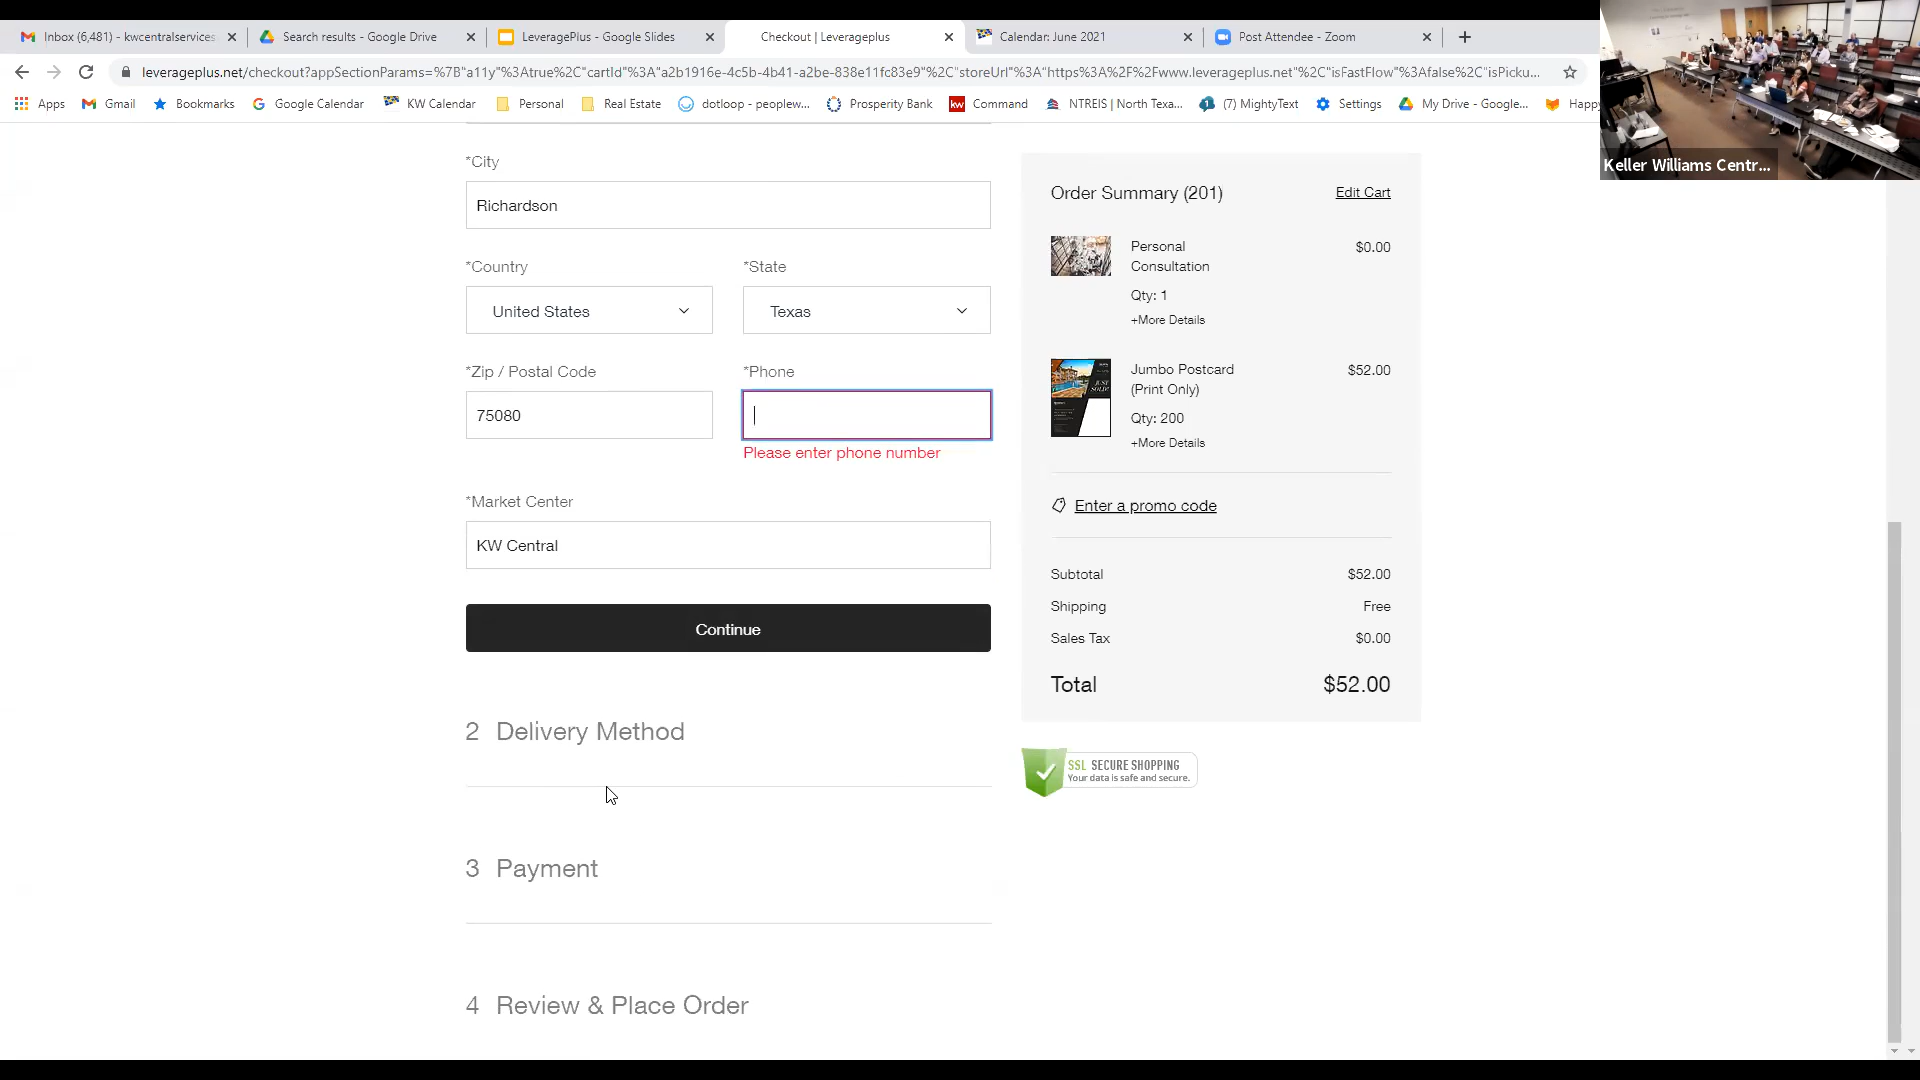 Inbox (6,481) - kwcentralservices
Search results - Google Drive
LeveragePlus - Google Slides
Checkout | Leverageplus
Calendar: June 2021
Post Attendee - Zoom
leverageplus.net/checkout?appSectionParams=%7B"a11y"%3Atrue%2C"cartId"%3A"a2b1916e-4c5b-4b41-a2be-838e11fc83e9"%2C"storeUrl"%3A"https%3A%2F%2Fwww.leverageplus.net"%2C"isFastFlow"%3Afalse%2C"isPicku...
Apps
Gmail
Bookmarks
Google Calendar
KW Calendar
Personal
Real Estate
dotloop - peoplew...
Prosperity Bank
kw Command
NTREIS | North Texa...
(7) MightyText
Settings
My Drive - Google...
Happy
Keller Williams Centr...
*City
Richardson
*Country
*State
United States
Texas
*Zip / Postal Code
*Phone
75080
Please enter phone number
*Market Center
KW Central
Continue
2 Delivery Method
3 Payment
4 Review & Place Order
Order Summary (201)
Edit Cart
Personal
Consultation
$0.00
Qty: 1
+More Details
JUST
SOLD!
Jumbo Postcard
(Print Only)
$52.00
Qty: 200
+More Details
Enter a promo code
Subtotal $52.00
Shipping Free
Sales Tax $0.00
Total $52.00
SSL SECURE SHOPPING
Your data is safe and secure.